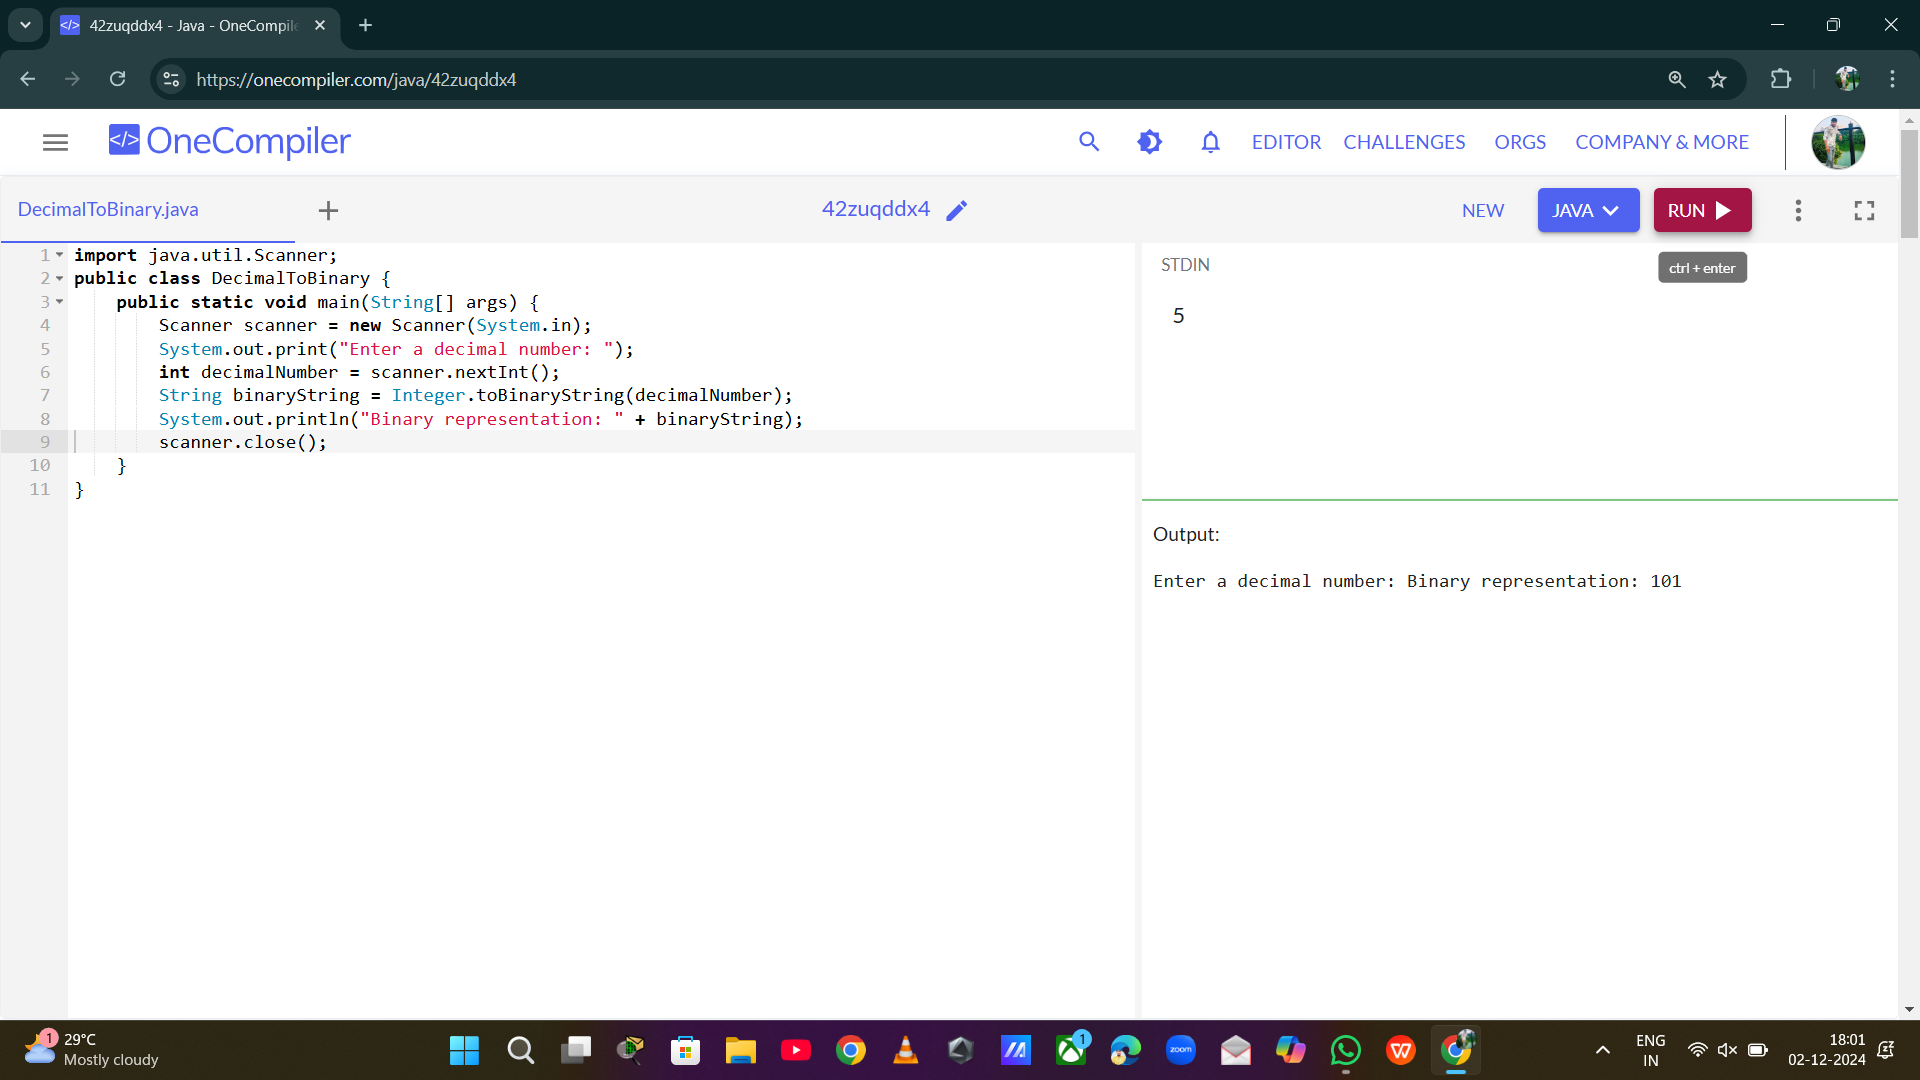 42zuqddx4 - Java - OneCompile
https://onecompiler.com/java/42zuqddx4
</> OneCompiler
EDITOR CHALLENGES ORGS COMPANY & MORE
DecimalToBinary.java
42zuqddx4
NEW JAVA RUN
ctrl + enter
1 import java.util.Scanner;
2 public class DecimalToBinary {
3     public static void main(String[] args) {
4         Scanner scanner = new Scanner(System.in);
5         System.out.print("Enter a decimal number: ");
6         int decimalNumber = scanner.nextInt();
7         String binaryString = Integer.toBinaryString(decimalNumber);
8         System.out.println("Binary representation: " + binaryString);
9         scanner.close();
10     }
11 }
STDIN
5
Output:
Enter a decimal number: Binary representation: 101
1
29°C
Mostly cloudy
1
zoom
W
ENG
IN
18:01
02-12-2024